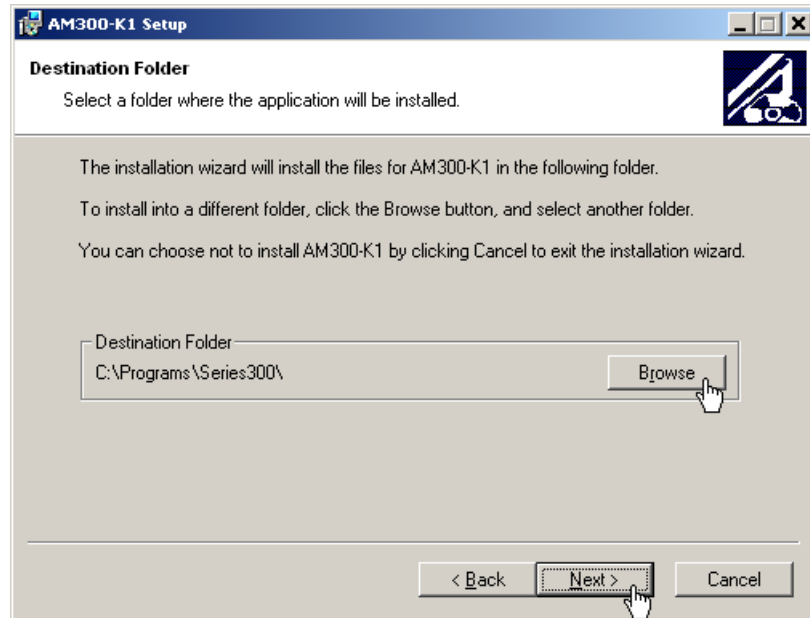 AM300-K1 Setup
Destination Folder
Select a folder where the application will be installed.
The installation wizard will install the files for AM300-K1 in the following folder.
To install into a different folder, click the Browse button, and select another folder.
You can choose not to install AM300-K1 by clicking Cancel to exit the installation wizard.
Destination Folder
C:\Programs\Series300\
Browse
< Back Next > Cancel